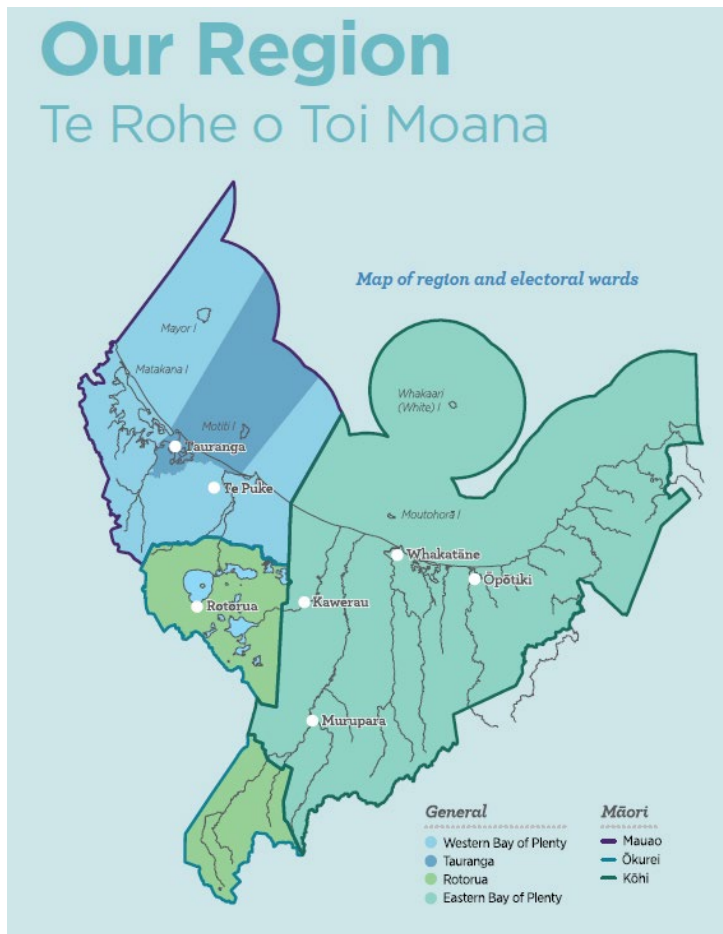 Our Region
Te Rohe o Toi Moana
Map of region and electoral wards
Mayor I
Matakana I
Whakaari
(White) I
Motiti I
Tauranga
Te Puke
Moutohorā I
Whakatāne
Ōpōtiki
Rotorua
Kawerau
Murupara
General
Western Bay of Plenty
Tauranga
Rotorua
Eastern Bay of Plenty
Māori
Mauao
Ōkurei
Kōhi